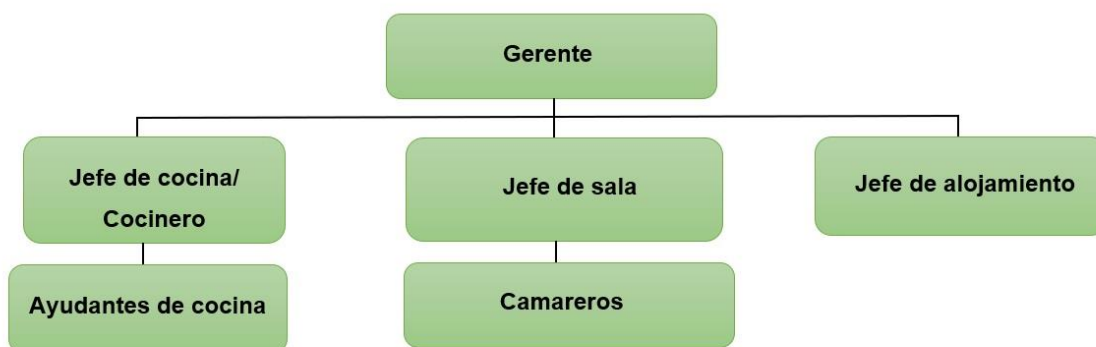 Gerente
Jefe de cocina/
Cocinero
Jefe de sala
Jefe de alojamiento
Ayudantes de cocina
Camareros